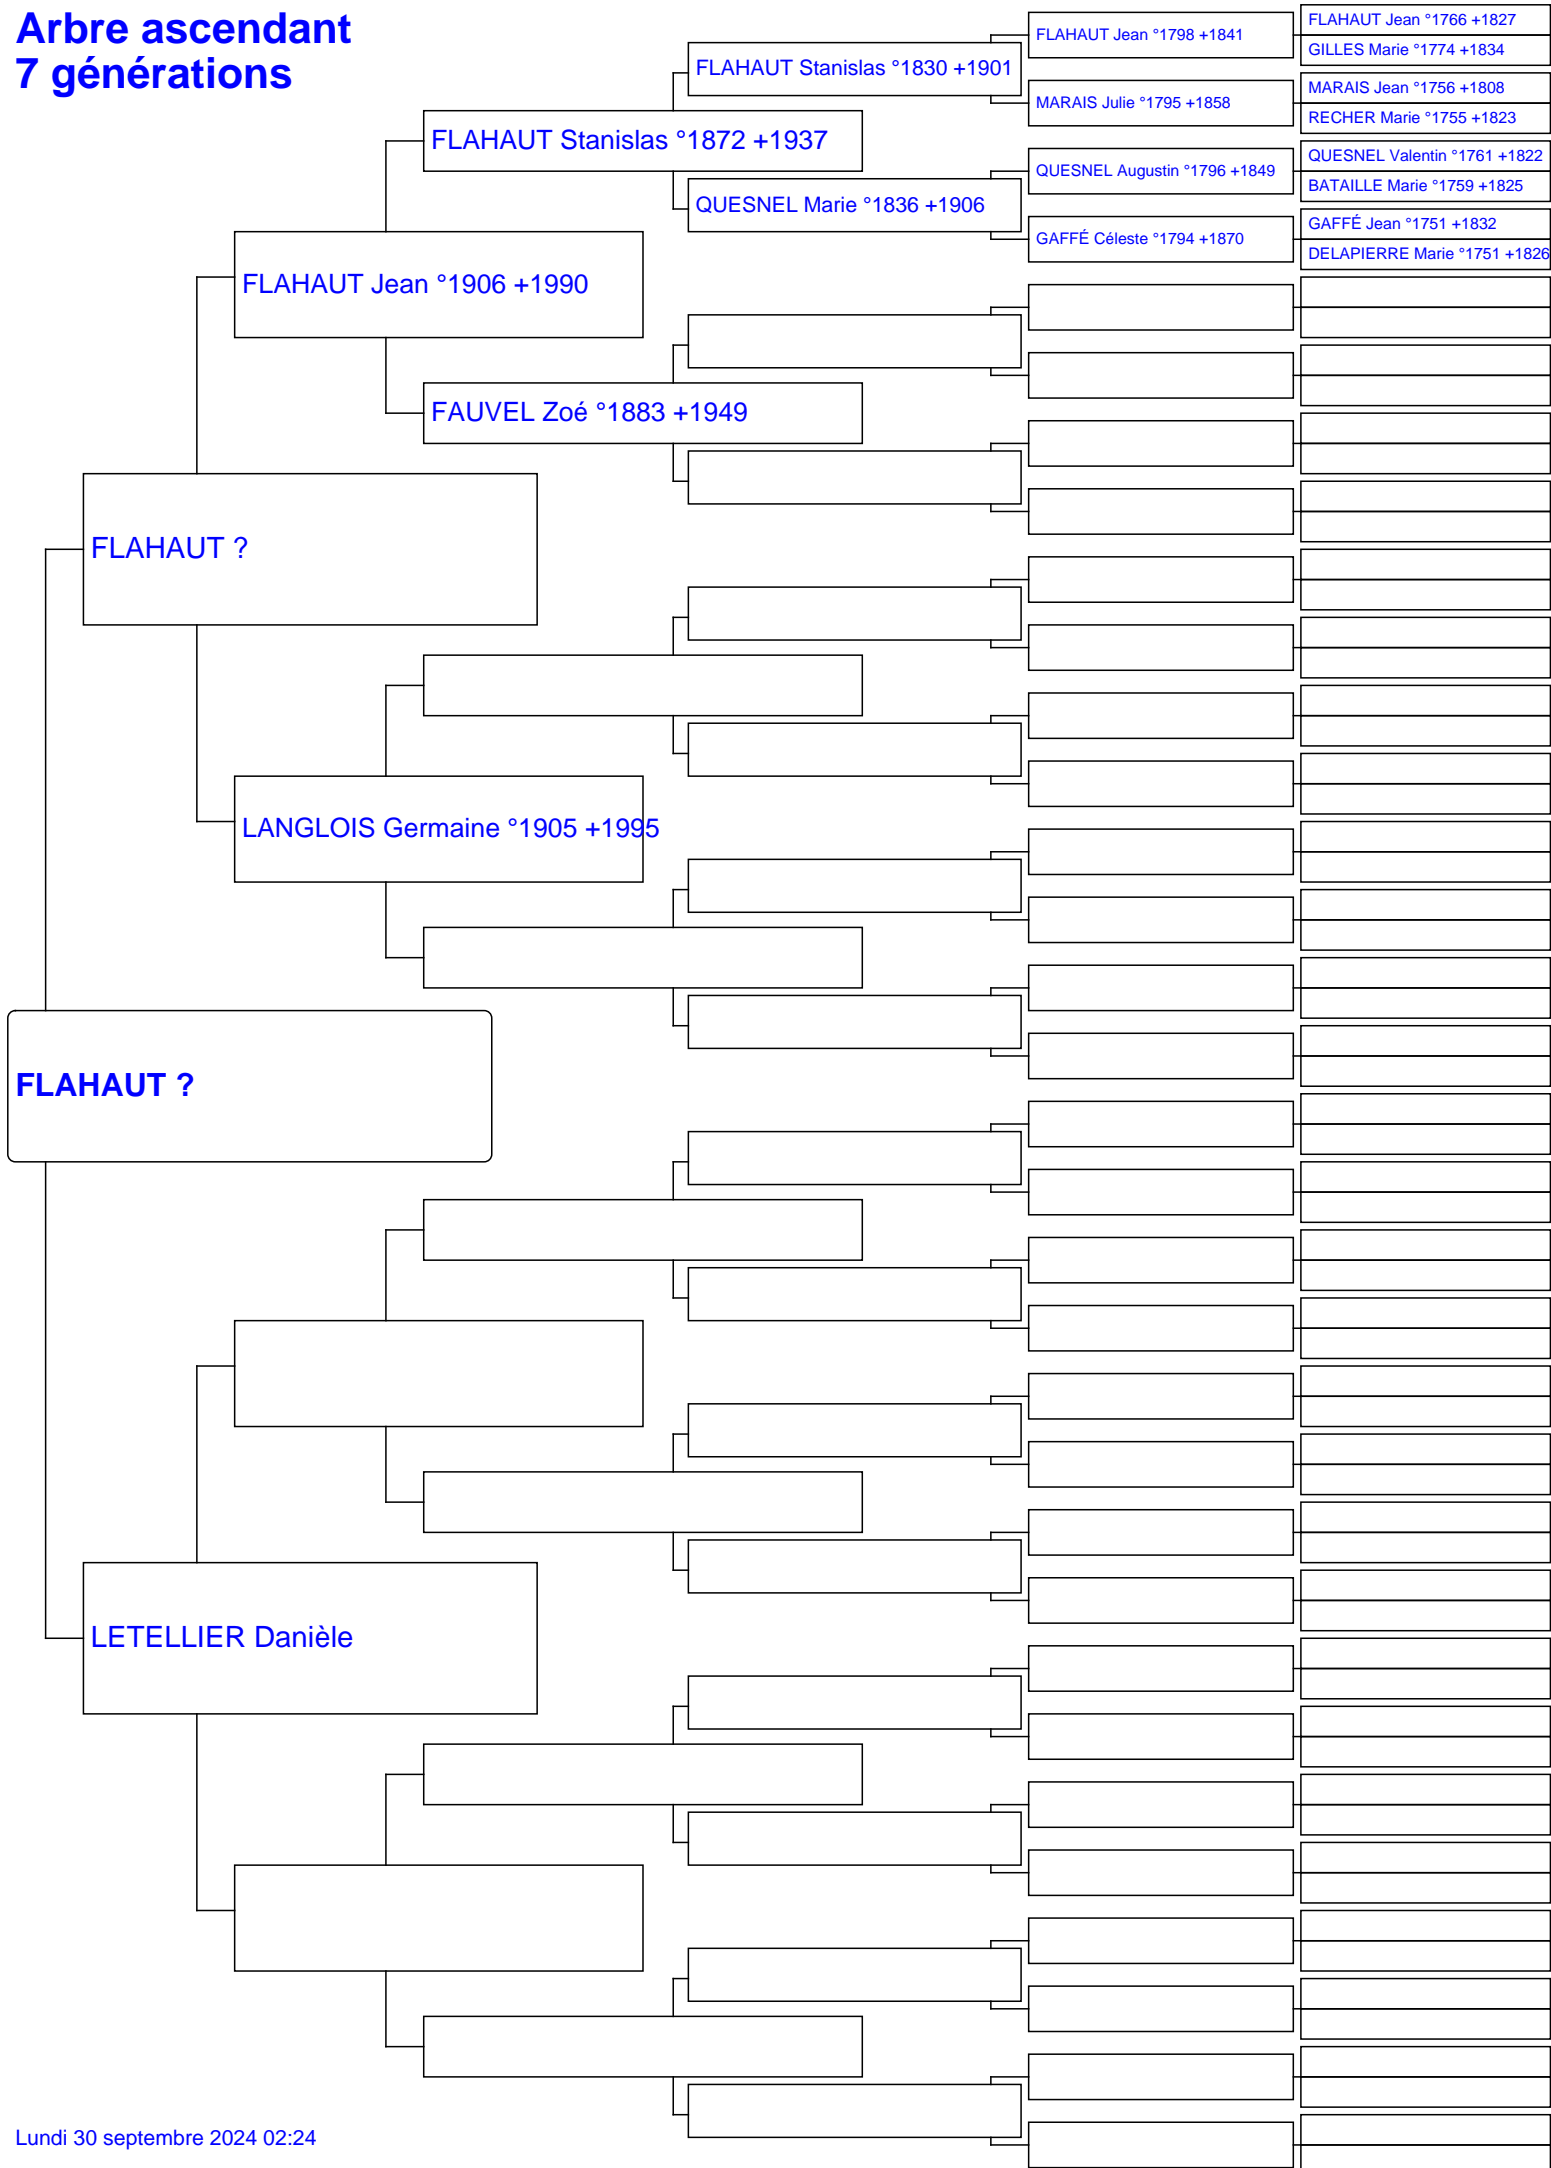 Arbre ascendant
7 générations
FLAHAUT Jean °1766 +1827
FLAHAUT Jean °1798 +1841
GILLES Marie °1774 +1834
FLAHAUT Stanislas °1830 +1901
MARAIS Jean °1756 +1808
MARAIS Julie °1795 +1858
RECHER Marie °1755 +1823
FLAHAUT Stanislas °1872 +1937
QUESNEL Valentin °1761 +1822
QUESNEL Augustin °1796 +1849
BATAILLE Marie °1759 +1825
QUESNEL Marie °1836 +1906
GAFFÉ Jean °1751 +1832
GAFFÉ Céleste °1794 +1870
DELAPIERRE Marie °1751 +1826
FLAHAUT Jean °1906 +1990
FAUVEL Zoé °1883 +1949
FLAHAUT ?
LANGLOIS Germaine °1905 +1995
FLAHAUT ?
LETELLIER Danièle
Lundi 30 septembre 2024 02:24